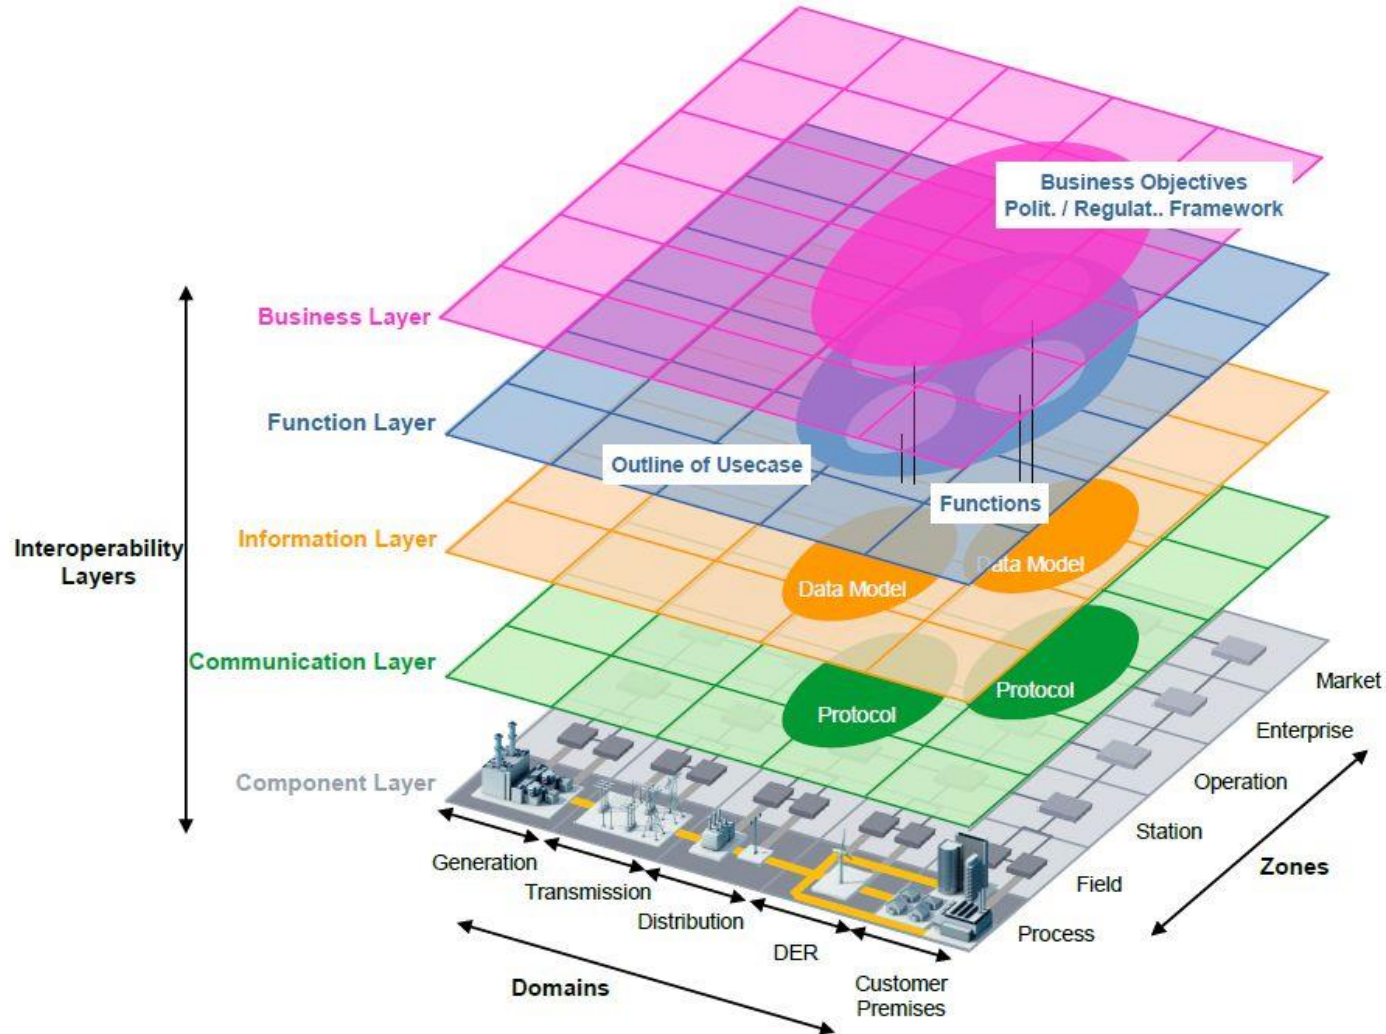 Business Objectives
Polit. / Regulat.. Framework
Business Layer
Function Layer
Outline of Usecase
Functions
Information Layer
Data Model
Data Model
Interoperability
Layers
Communication Layer
Protocol
Protocol
Component Layer
Market
Enterprise
Operation
Station
Field
Process
Zones
Generation
Transmission
Distribution
DER
Customer
Premises
Domains